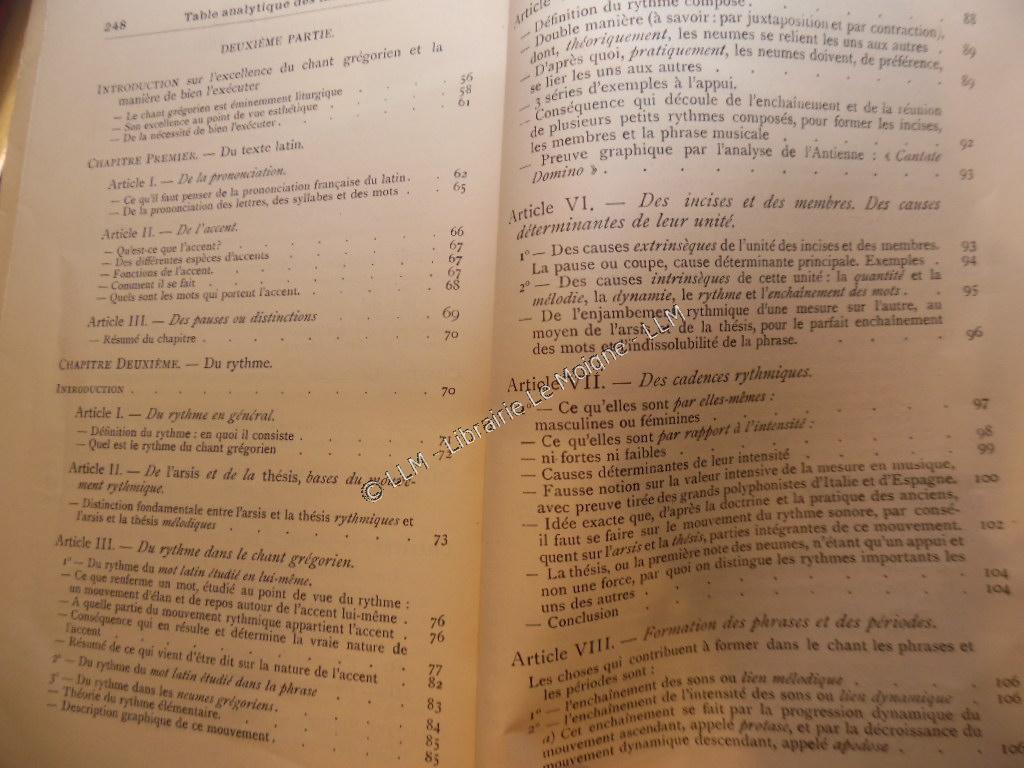 248 Table analytique des
DEUXIÈME PARTIE.
INTRODUCTION sur l'excellence du chant grégorien et la
manière de bien l'exécuter . . . 56
— Le chant grégorien est éminemment liturgique . . . 58
— Son excellence au point de vue esthétique . . . 61
— De la nécessité de bien l'exécuter . . .
CHAPITRE PREMIER. — Du texte latin.
Article I. — De la prononciation.
— Ce qu'il faut penser de la prononciation française du latin . . 62
— De la prononciation des lettres, des syllabes et des mots . . 65
Article II. — De l'accent.
— Qu'est-ce que l'accent? . . . 66
— Des différentes espèces d'accents . . . 67
— Fonctions de l'accent. . . . 67
— Comment il se fait . . . 67
— Quels sont les mots qui portent l'accent. . . . 68
Article III. — Des pauses ou distinctions . . . 69
— Résumé du chapitre . . . 70
CHAPITRE DEUXIÈME. — Du rythme.
INTRODUCTION . . . 70
Article I. — Du rythme en général.
— Définition du rythme : en quoi il consiste . . .
— Quel est le rythme du chant grégorien . . .
Article II. — De l'arsis et de la thésis, bases du mouve-
ment rythmique.
— Distinction fondamentale entre l'arsis et la thésis rythmiques et
l'arsis et la thésis mélodiques . . . 73
Article III. — Du rythme dans le chant grégorien.
1° — Du rythme du mot latin étudié en lui-même.
— Ce que renferme un mot, étudié au point de vue du rythme :
un mouvement d'élan et de repos autour de l'accent lui-même . 76
— A quelle partie du mouvement rythmique appartient l'accent . 76
— Conséquence qui en résulte et détermine la vraie nature de
l'accent . . . 77
— Résumé de ce qui vient d'être dit sur la nature de l'accent . 82
2° — Du rythme du mot latin étudié dans la phrase . 83
3° — Du rythme dans les neumes grégoriens. . . . 84
— Théorie du rythme élémentaire. . . . 85
— Description graphique de ce mouvement . . . 85
Article
— Définition du rythme composé. . . . 88
— Double manière (à savoir : par juxtaposition et par contraction),
dont, théoriquement, les neumes se relient les uns aux autres . 89
— D'après quoi, pratiquement, les neumes doivent, de préférence,
se lier les uns aux autres . . . 89
— 3 séries d'exemples à l'appui.
— Conséquence qui découle de l'enchaînement et de la réunion
de plusieurs petits rythmes composés, pour former les incises,
les membres et la phrase musicale . . . 92
— Preuve graphique par l'analyse de l'Antienne : « Cantate
Domino » . . . 93
Article VI. — Des incises et des membres. Des causes
déterminantes de leur unité.
1° — Des causes extrinsèques de l'unité des incises et des membres. 93
La pause ou coupe, cause déterminante principale. Exemples . 94
2° — Des causes intrinsèques de cette unité : la quantité et la
mélodie, la dynamie, le rythme et l'enchaînement des mots . . 95
— De l'enjambement rythmique d'une mesure sur l'autre, au
moyen de l'arsis de la thésis, pour le parfait enchaînement
des mots et l'indissolubilité de la phrase. . . . 96
Article VII. — Des cadences rythmiques.
— Ce qu'elles sont par elles-mêmes :
masculines ou féminines . . . 97
— Ce qu'elles sont par rapport à l'intensité :
— ni fortes ni faibles . . . 98
— Causes déterminantes de leur intensité . . . 99
— Fausse notion sur la valeur intensive de la mesure en musique,
avec preuve tirée des grands polyphonistes d'Italie et d'Espagne. 100
— Idée exacte que, d'après la doctrine et la pratique des anciens,
il faut se faire sur le mouvement du rythme sonore, par consé-
quent sur l'arsis et la thésis, parties intégrantes de ce mouvement. 102
— La thésis, ou la première note des neumes, n'étant qu'un appui et
non une force, par quoi on distingue les rythmes importants les
uns des autres . . . 104
— Conclusion . . . 104
Article VIII. — Formation des phrases et des périodes.
Les choses qui contribuent à former dans le chant les phrases et
les périodes sont :
1° — l'enchaînement des sons ou lien mélodique . . . 106
2° — l'enchaînement de l'intensité des sons ou lien dynamique . 106
a) Cet enchaînement se fait par la progression dynamique du
mouvement ascendant, appelé protase, et par la décroissance du
mouvement dynamique descendant, appelé apodose . . . 106
© LLM - Librairie Le Moigne - LLM